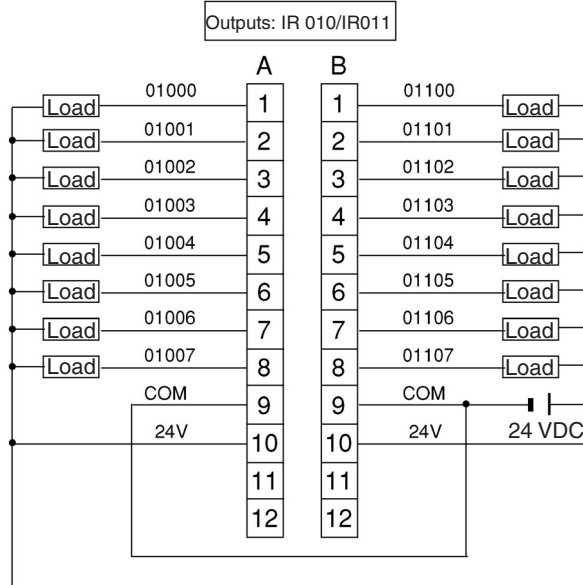 Outputs: IR 010/IR011
A B
Load 01000 1 1 01100 Load
Load 01001 2 2 01101 Load
Load 01002 3 3 01102 Load
Load 01003 4 4 01103 Load
Load 01004 5 5 01104 Load
Load 01005 6 6 01105 Load
Load 01006 7 7 01106 Load
Load 01007 8 8 01107 Load
COM 9 9 COM
24V 10 10 24V 24 VDC
11 11
12 12